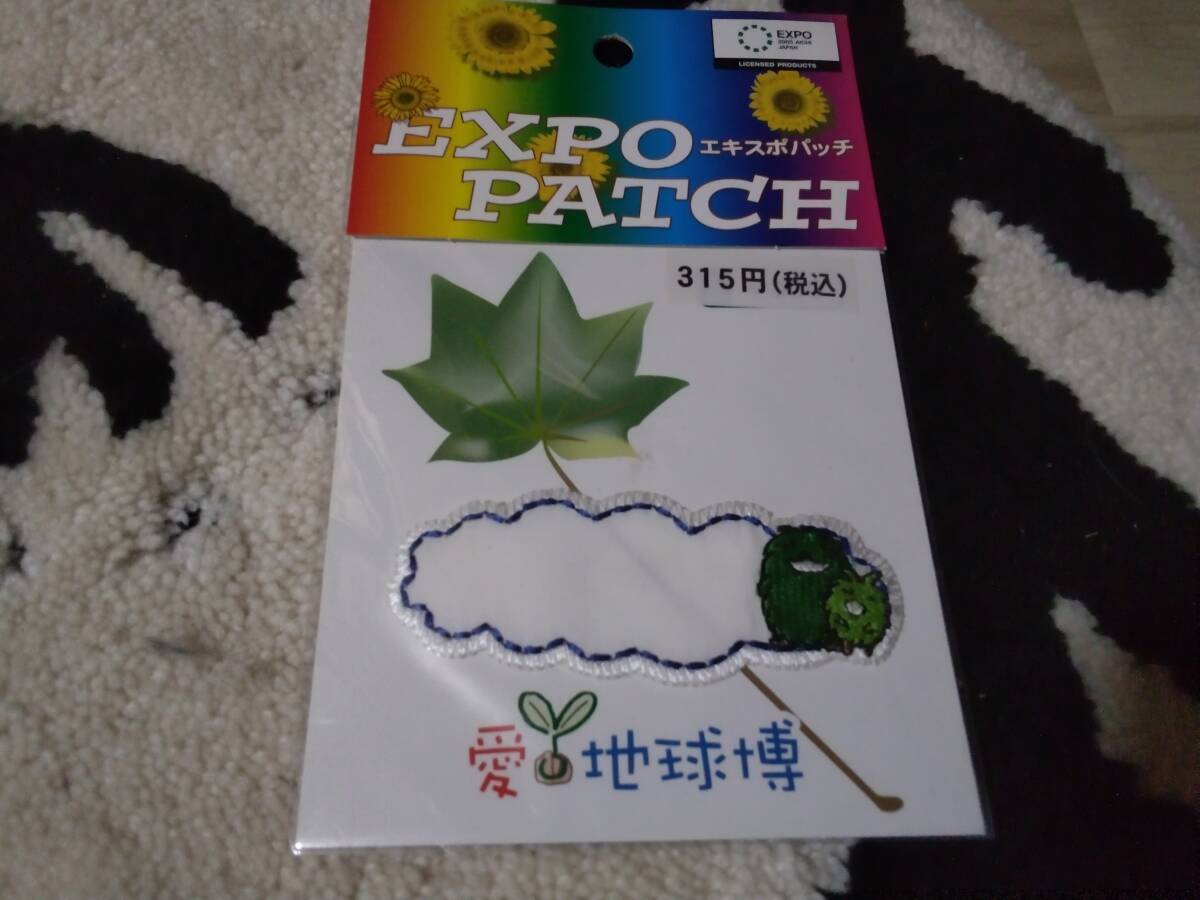 EXPO
2005 AICHI
JAPAN
LICENSED PRODUCTS
EXPO
エキスポパッチ
PATCH
315円(税込)
愛 地球博